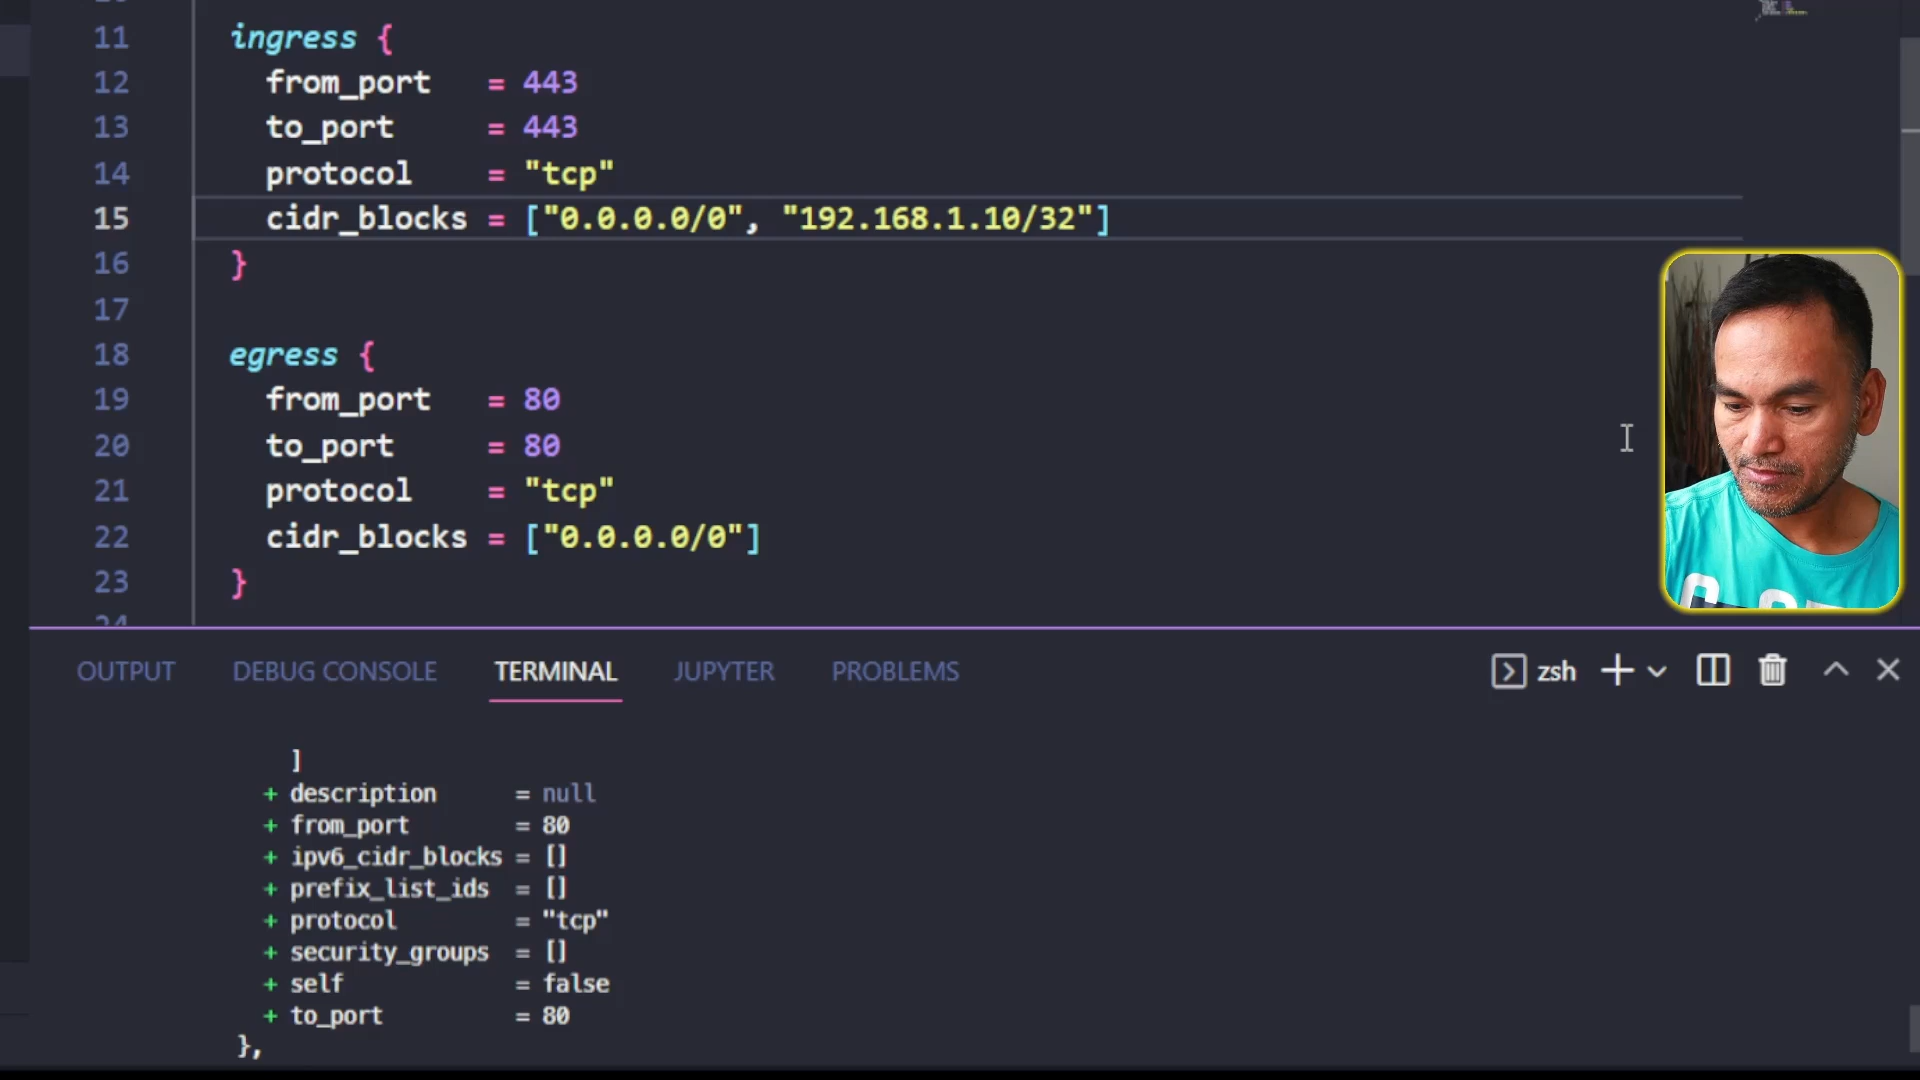 11 ingress {
12 from_port = 443
13 to_port = 443
14 protocol = "tcp"
15 cidr_blocks = ["0.0.0.0/0", "192.168.1.10/32"]
16 }
17
18 egress {
19 from_port = 80
20 to_port = 80
21 protocol = "tcp"
22 cidr_blocks = ["0.0.0.0/0"]
23 }
24
OUTPUT DEBUG CONSOLE TERMINAL JUPYTER PROBLEMS zsh
]
+ description = null
+ from_port = 80
+ ipv6_cidr_blocks = []
+ prefix_list_ids = []
+ protocol = "tcp"
+ security_groups = []
+ self = false
+ to_port = 80
},